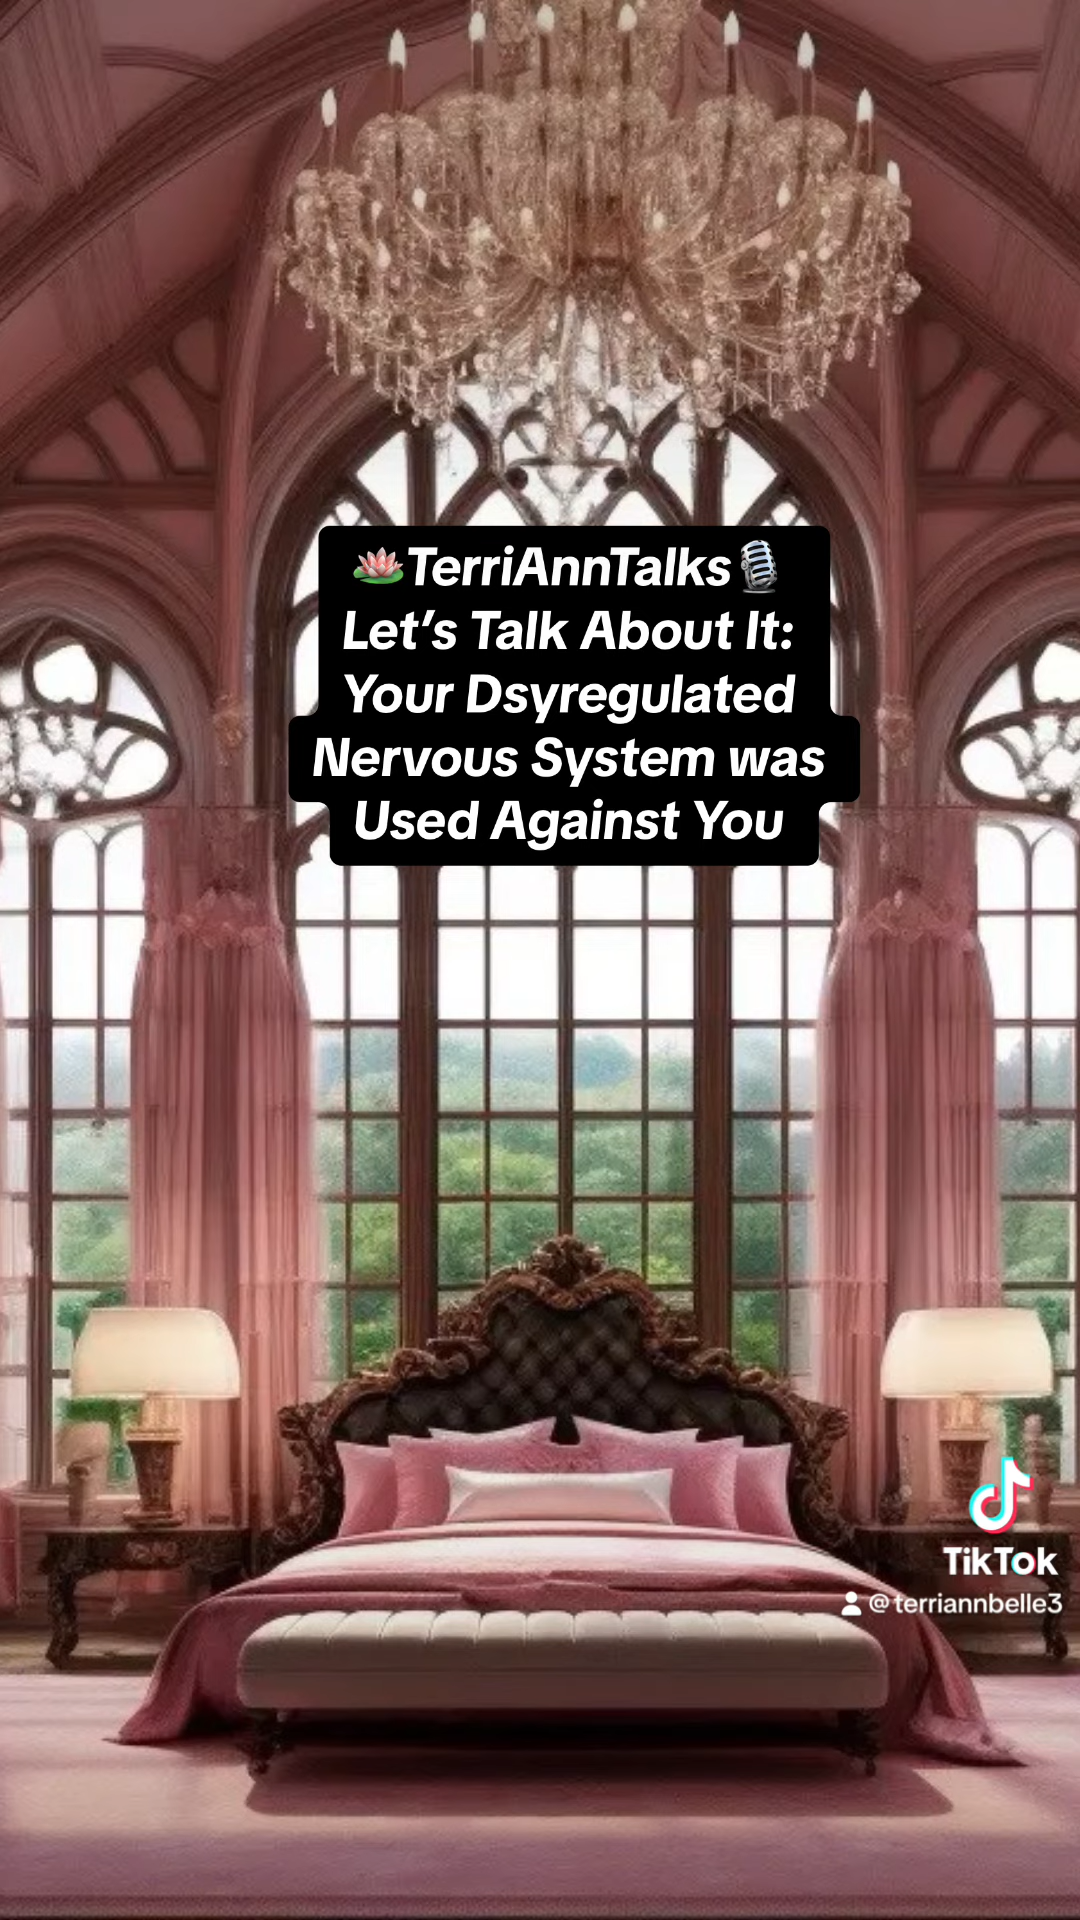 🪷TerriAnnTalks🎙️
Let’s Talk About It:
Your Dsyregulated
Nervous System was
Used Against You
TikTok
@terriannbelle3